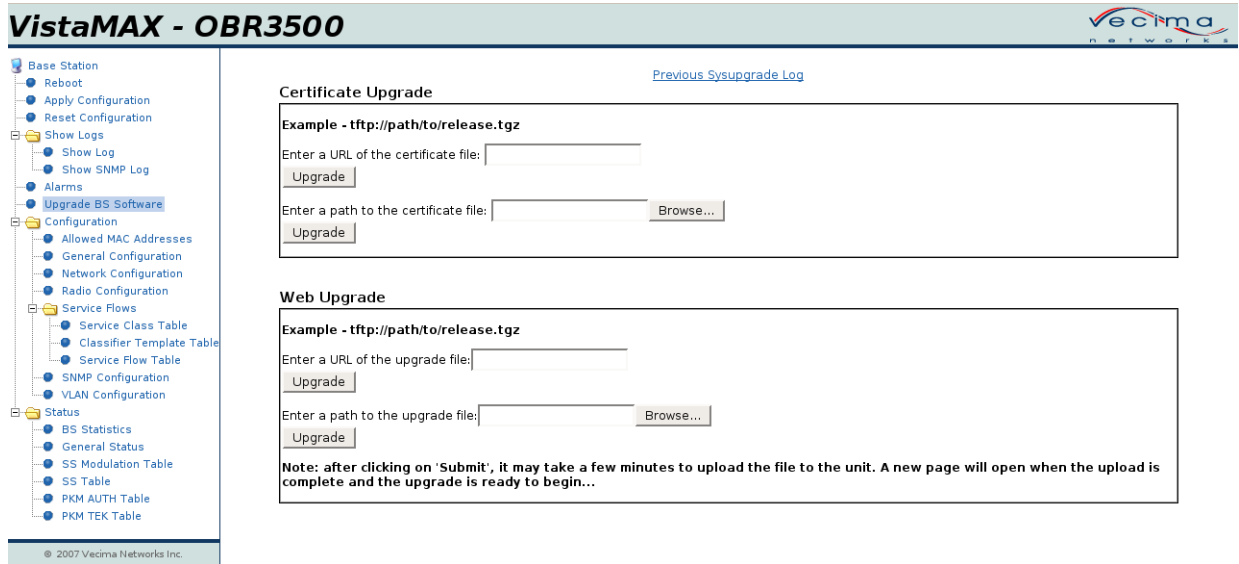 VistaMAX - OBR3500
vecima
networks
Base Station
Reboot
Apply Configuration
Reset Configuration
Show Logs
Show Log
Show SNMP Log
Alarms
Upgrade BS Software
Configuration
Allowed MAC Addresses
General Configuration
Network Configuration
Radio Configuration
Service Flows
Service Class Table
Classifier Template Table
Service Flow Table
SNMP Configuration
VLAN Configuration
Status
BS Statistics
General Status
SS Modulation Table
SS Table
PKM AUTH Table
PKM TEK Table
© 2007 Vecima Networks Inc.
Previous Sysupgrade Log
Certificate Upgrade
Example - tftp://path/to/release.tgz
Enter a URL of the certificate file:
Upgrade
Enter a path to the certificate file: Browse...
Upgrade
Web Upgrade
Example - tftp://path/to/release.tgz
Enter a URL of the upgrade file:
Upgrade
Enter a path to the upgrade file: Browse...
Upgrade
Note: after clicking on 'Submit', it may take a few minutes to upload the file to the unit. A new page will open when the upload is
complete and the upgrade is ready to begin...